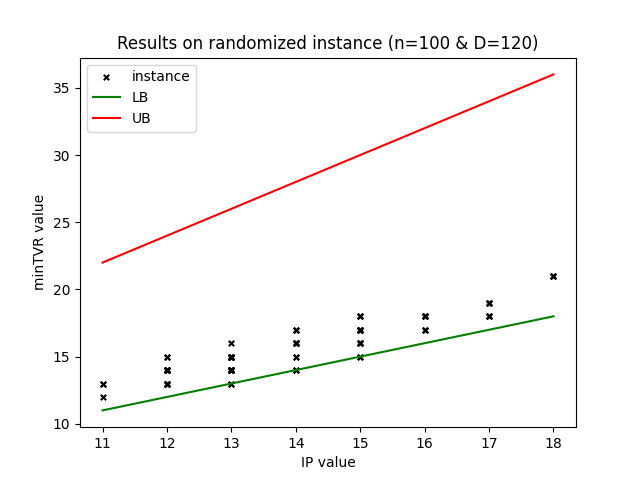 Results on randomized instance (n=100 & D=120)
instance
LB
UB
35
30
25
20
15
10
minTVR value
11 12 13 14 15 16 17 18
IP value